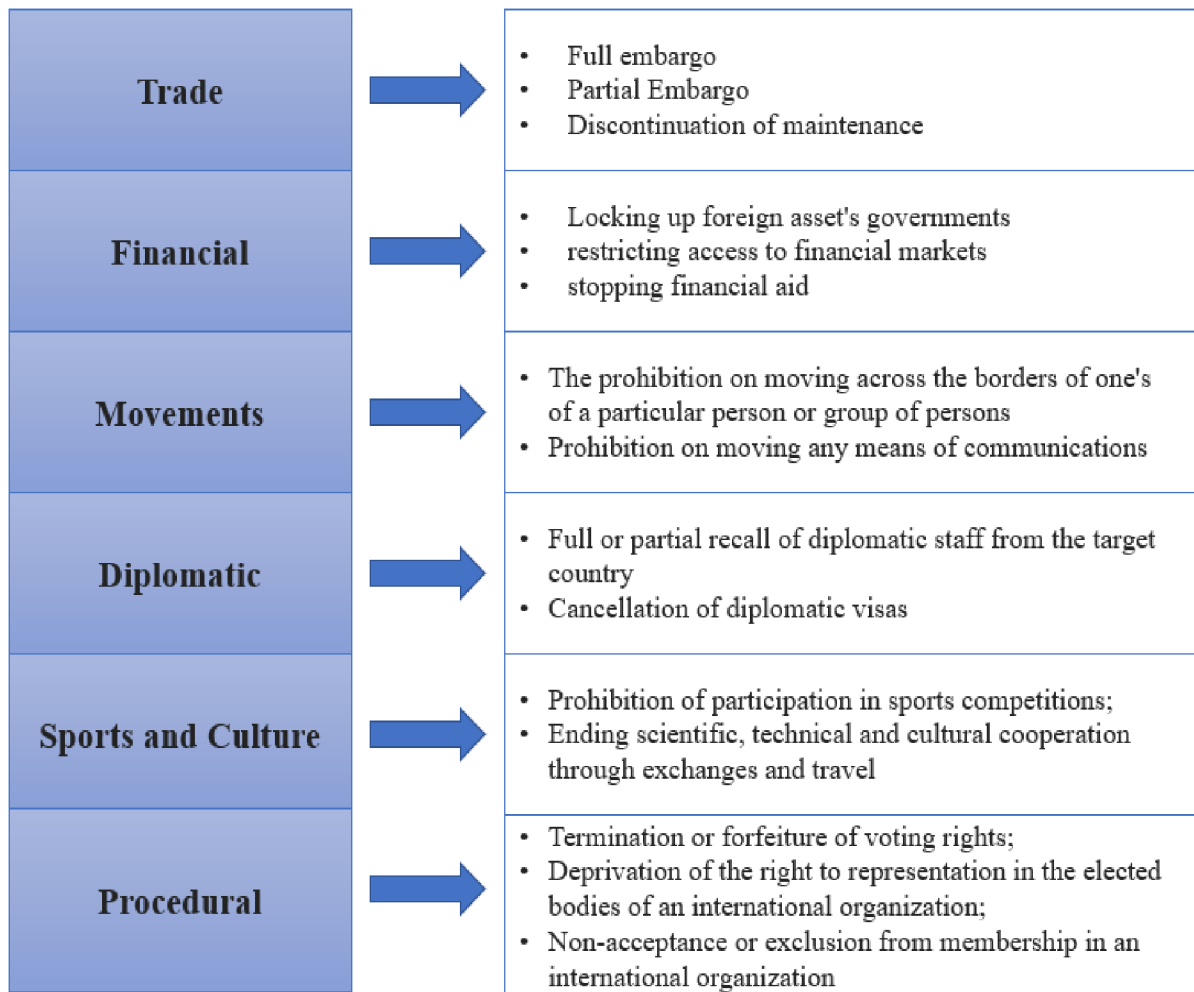 Trade
• Full embargo
• Partial Embargo
• Discontinuation of maintenance
Financial
• Locking up foreign asset's governments
• restricting access to financial markets
• stopping financial aid
Movements
• The prohibition on moving across the borders of one's
of a particular person or group of persons
• Prohibition on moving any means of communications
Diplomatic
• Full or partial recall of diplomatic staff from the target
country
• Cancellation of diplomatic visas
Sports and Culture
• Prohibition of participation in sports competitions;
• Ending scientific, technical and cultural cooperation
through exchanges and travel
Procedural
• Termination or forfeiture of voting rights;
• Deprivation of the right to representation in the elected
bodies of an international organization;
• Non-acceptance or exclusion from membership in an
international organization